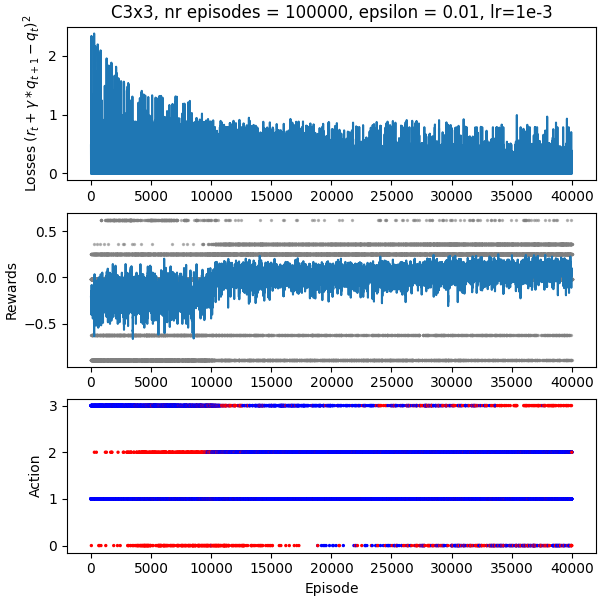 C3x3, nr episodes = 100000, epsilon = 0.01, lr=1e-3
Losses (r_t + γ * q_{t+1} − q_t)^2
2
1
0
0 5000 10000 15000 20000 25000 30000 35000 40000
Rewards
0.5
0.0
−0.5
0 5000 10000 15000 20000 25000 30000 35000 40000
Action
3
2
1
0
0 5000 10000 15000 20000 25000 30000 35000 40000
Episode